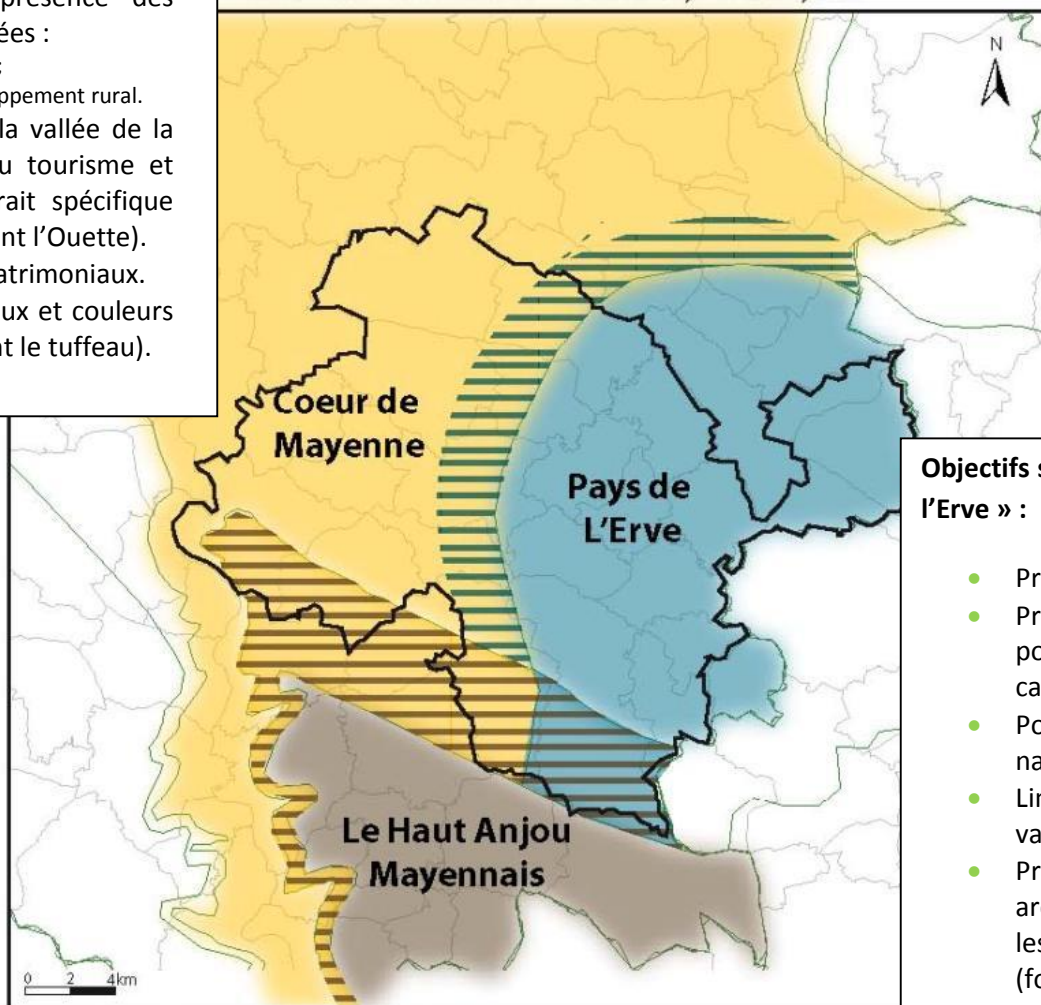 présence des
ées :
ppement rural.
la vallée de la
u tourisme et
rait spécifique
nt l'Ouette).
atrimoniaux.
ux et couleurs
nt le tuffeau).
N
Coeur de
Mayenne
Pays de
L'Erve
Le Haut Anjou
Mayennais
0 2 4km
Objectifs s
l'Erve » :
• Pr
• Pr
po
ca
• Po
na
• Lin
va
• Pr
ar
les
(fo